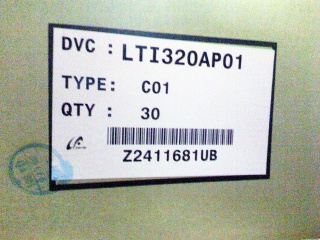 DVC : LTI320AP01
TYPE: C01
QTY : 30
Z2411681UB